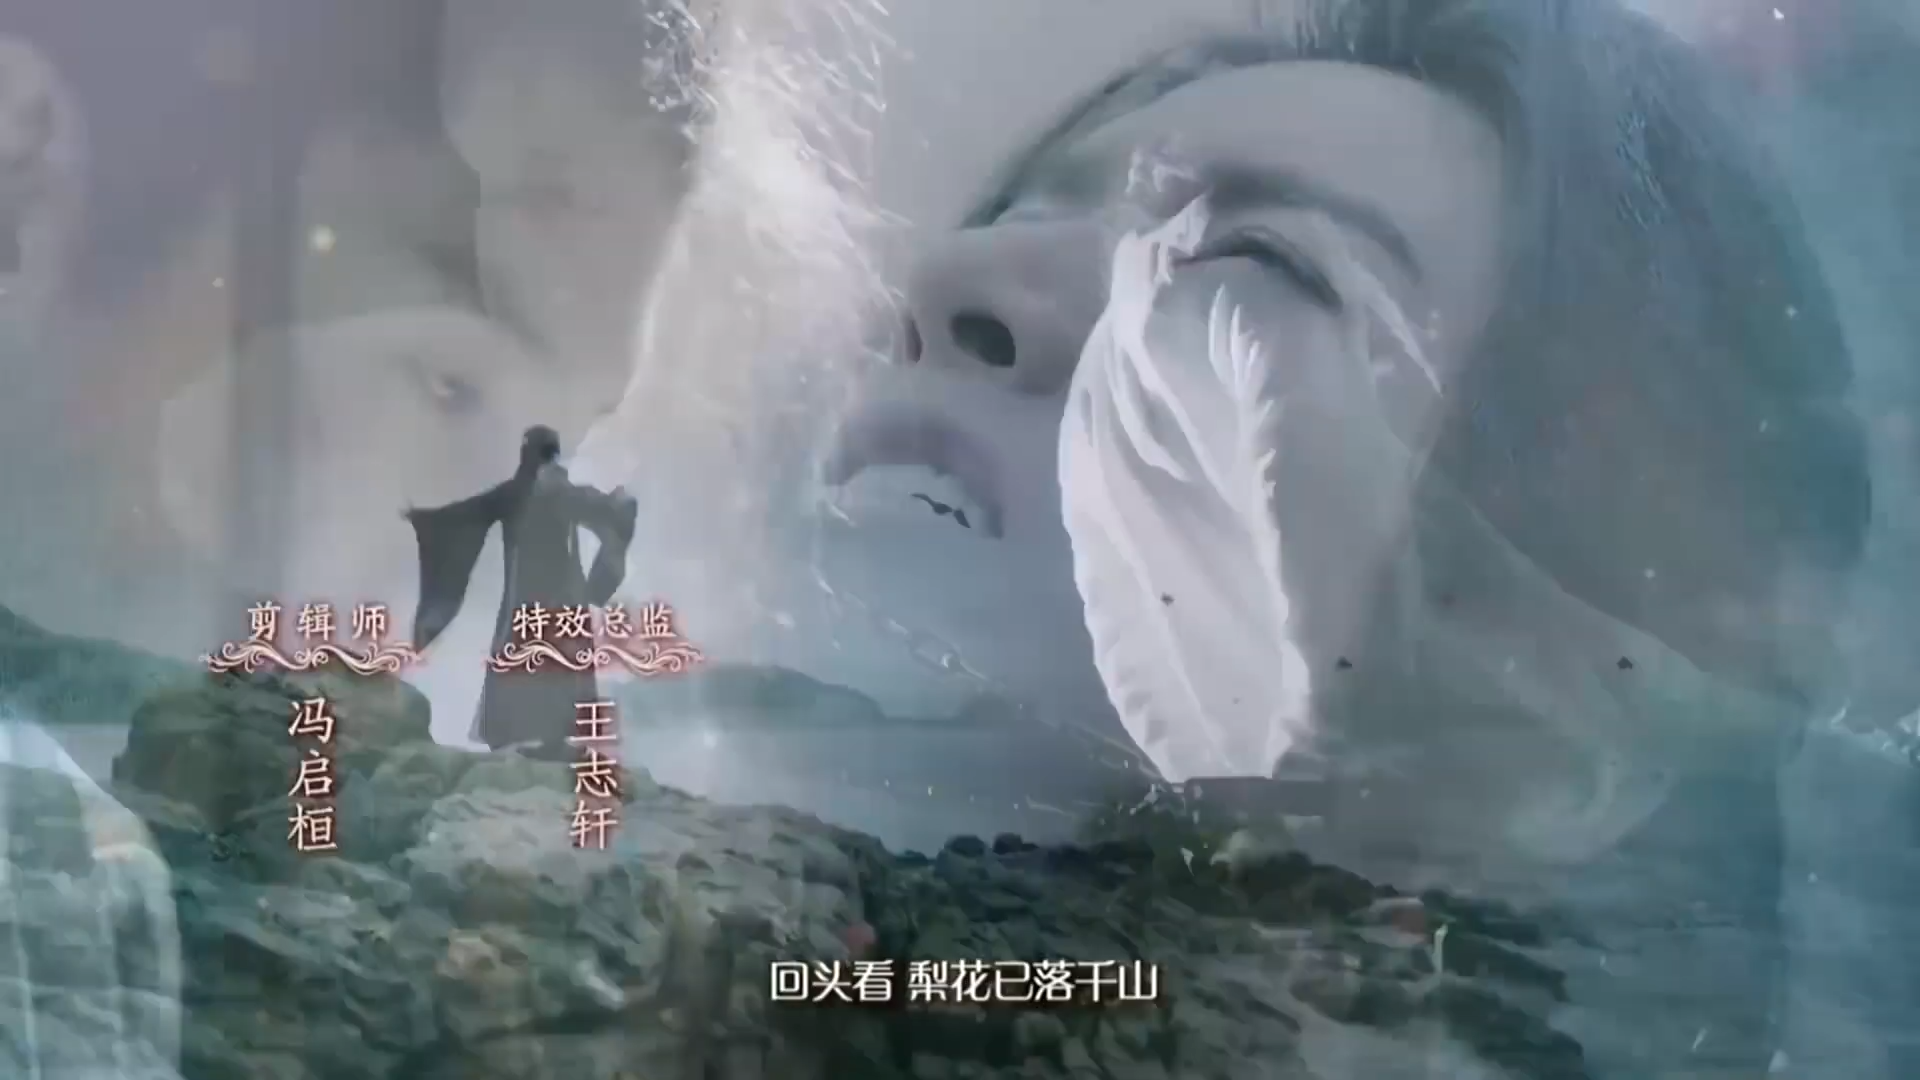 剪辑师
冯启桓
特效总监
王志轩
回头看 梨花已落千山